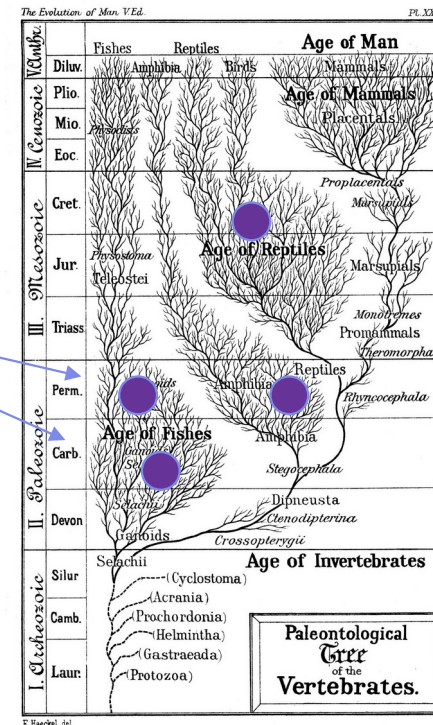 The Evolution of Man V.Ed.
Pl. XX
V. Anthr.
Diluv.
Fishes
Amphibia
Reptiles
Birds
Age of Man
Mammals
IV. Cenozoic
Plio.
Mio.
Eoc.
Physoclisti
Age of Mammals
Placentals
Proplacentals
III. Mesozoic
Cret.
Jur.
Triass.
Marsupials
Age of Reptiles
Physostoma
Teleostei
Marsupials
Monotremes
Promammals
Theromorpha
II. Paleozoic
Perm.
Carb.
Devon
Reptiles
Amphibia
Rhyncocephala
Age of Fishes
Amphibia
Stegocephala
Selachii
Dipneusta
Ctenodipterina
Ganoids
Crossopterygii
I. Archeozoic
Silur
Camb.
Laur.
Selachii
Age of Invertebrates
(Cyclostoma)
(Acrania)
(Prochordonia)
(Helmintha)
(Gastraeada)
(Protozoa)
Paleontological
Tree
of the
Vertebrates.
E. Haeckel del.